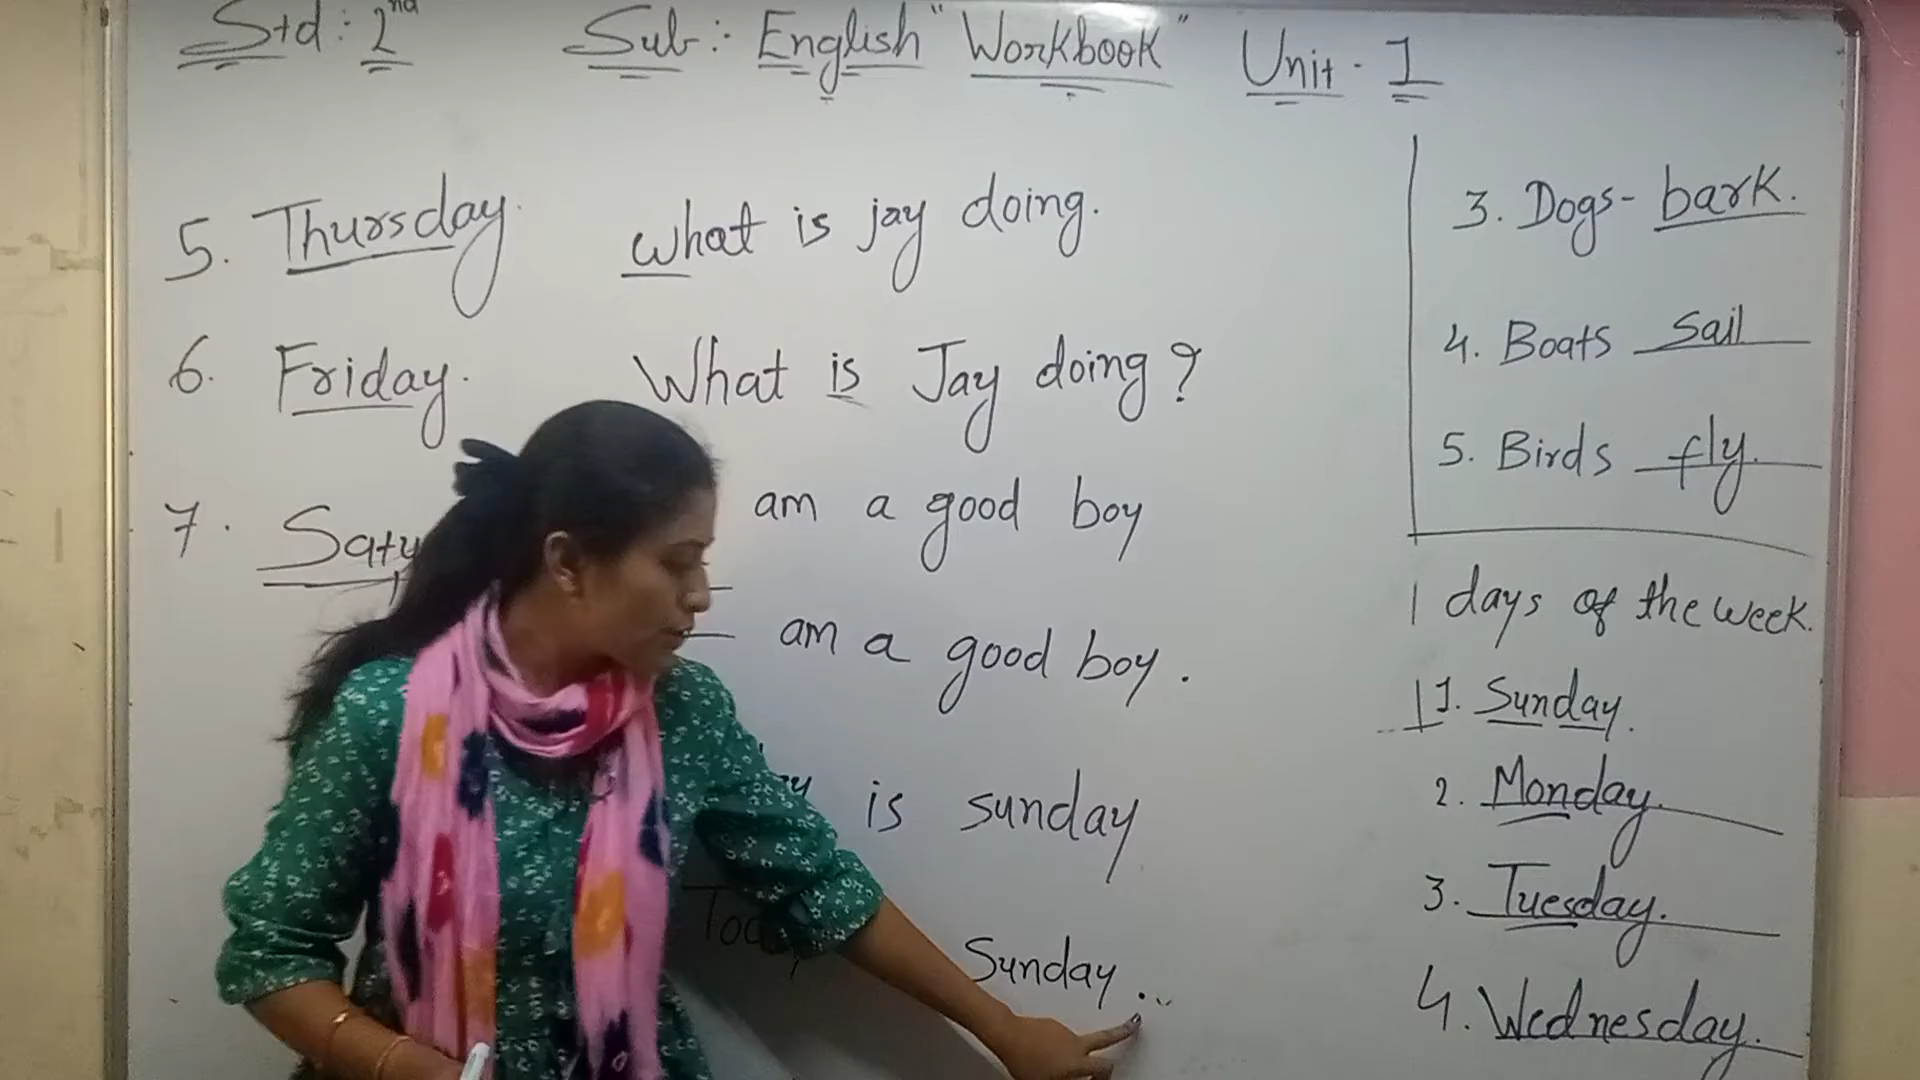 Std: 2nd Sub:- English "Workbook" Unit - 1
5. Thursday.
6. Friday.
7.
what is jay doing.
What is Jay doing?
am a good boy
am a good boy.
is sunday
Sunday.
3. Dogs- bark.
4. Boats sail
5. Birds fly.
days of the week.
1. Sunday.
2. Monday.
3. Tuesday.
4. Wednesday.